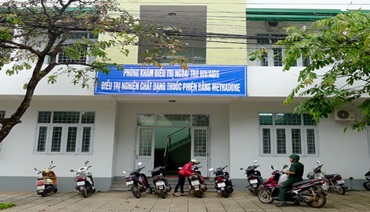 PHÒNG KHÁM ĐIỀU TRỊ NGOẠI TRÚ HIV/AIDS
ĐIỀU TRỊ NGHIỆN CHẤT DẠNG THUỐC PHIỆN BẰNG METHADONE